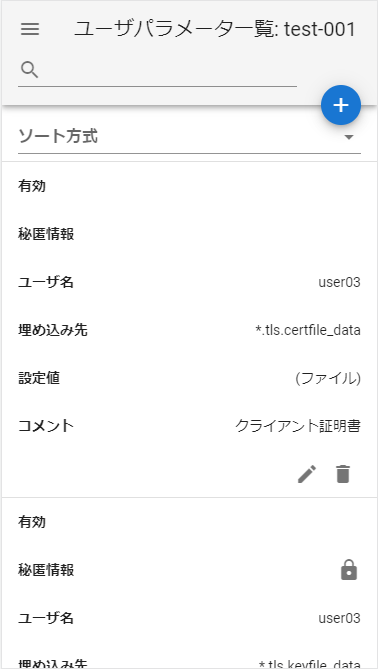 ユーザパラメータ一覧: test-001
ソート方式
有効
秘匿情報
ユーザ名 user03
埋め込み先 *.tls.certfile_data
設定値 (ファイル)
コメント クライアント証明書
有効
秘匿情報
ユーザ名 user03
埋め込み先 *.tls.keyfile_data